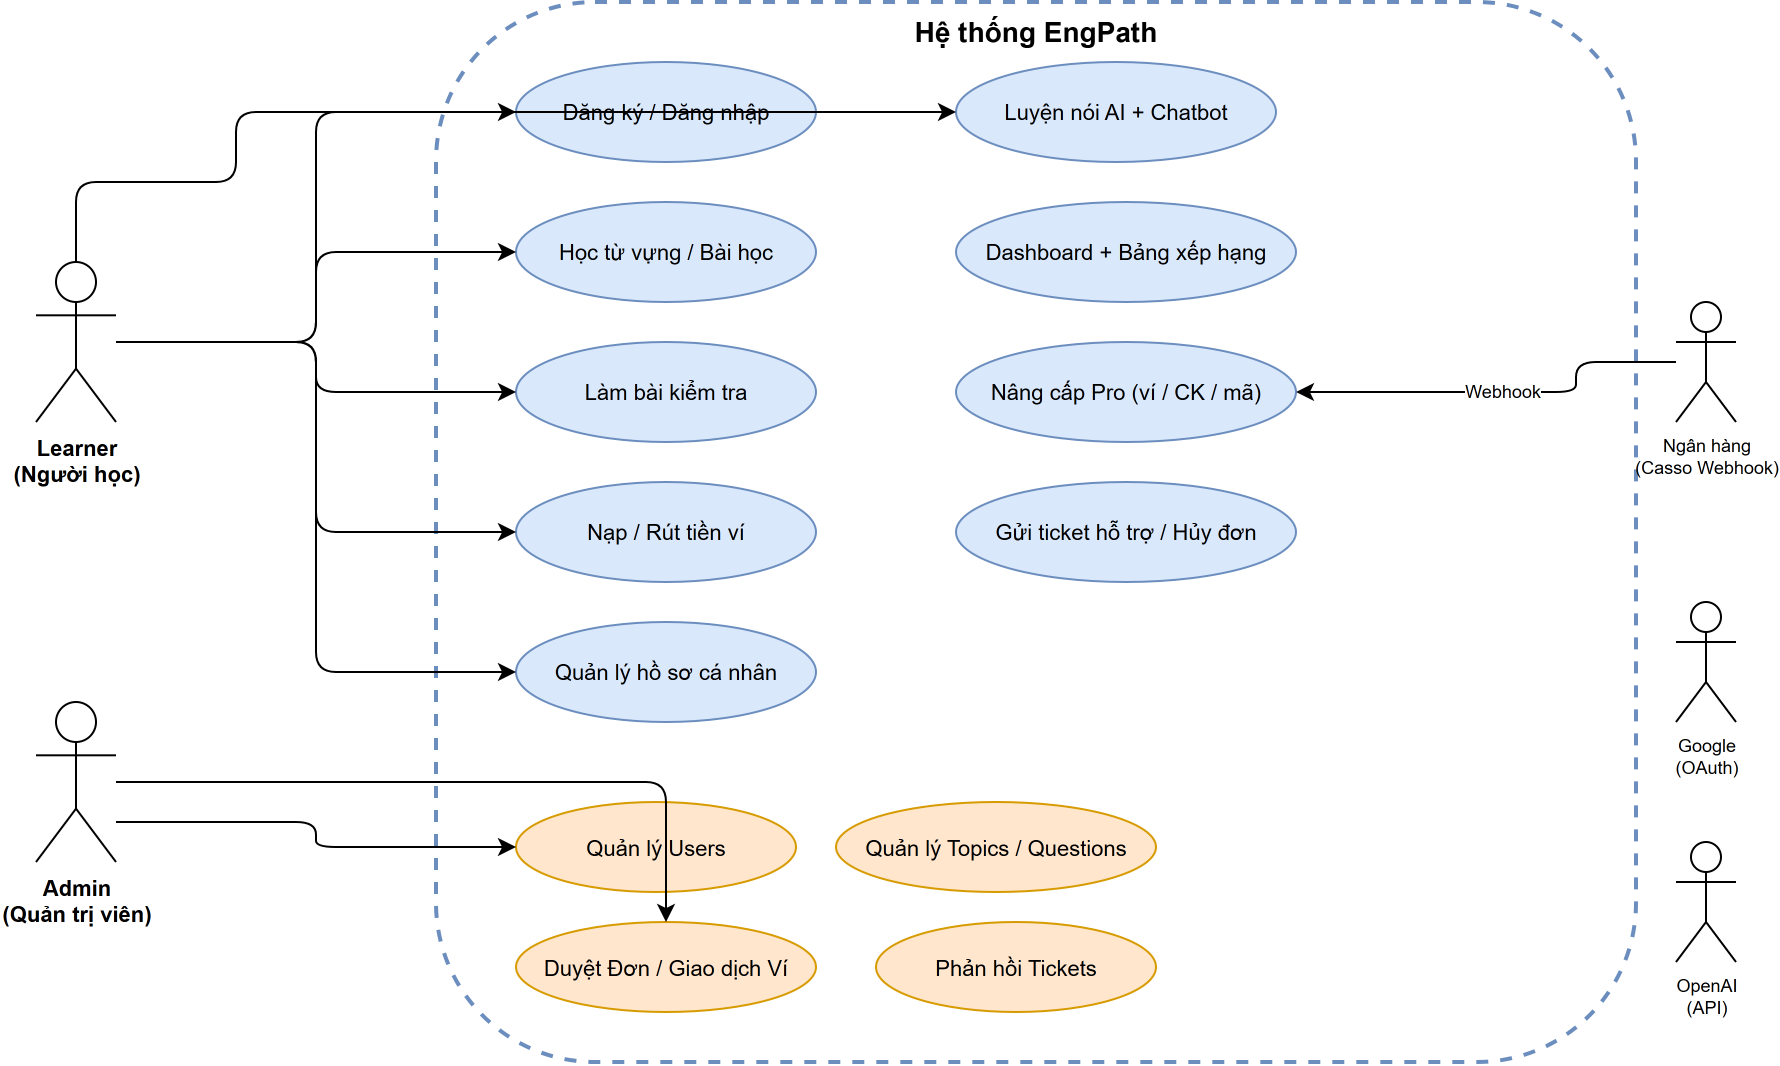 Hệ thống EngPath
Đăng ký / Đăng nhập
Luyện nói AI + Chatbot
Học từ vựng / Bài học
Dashboard + Bảng xếp hạng
Làm bài kiểm tra
Nâng cấp Pro (ví / CK / mã)
Webhook
Learner
(Người học)
Ngân hàng
(Casso Webhook)
Nạp / Rút tiền ví
Gửi ticket hỗ trợ / Hủy đơn
Quản lý hồ sơ cá nhân
Google
(OAuth)
Quản lý Users
Quản lý Topics / Questions
Admin
(Quản trị viên)
Duyệt Đơn / Giao dịch Ví
Phản hồi Tickets
OpenAI
(API)